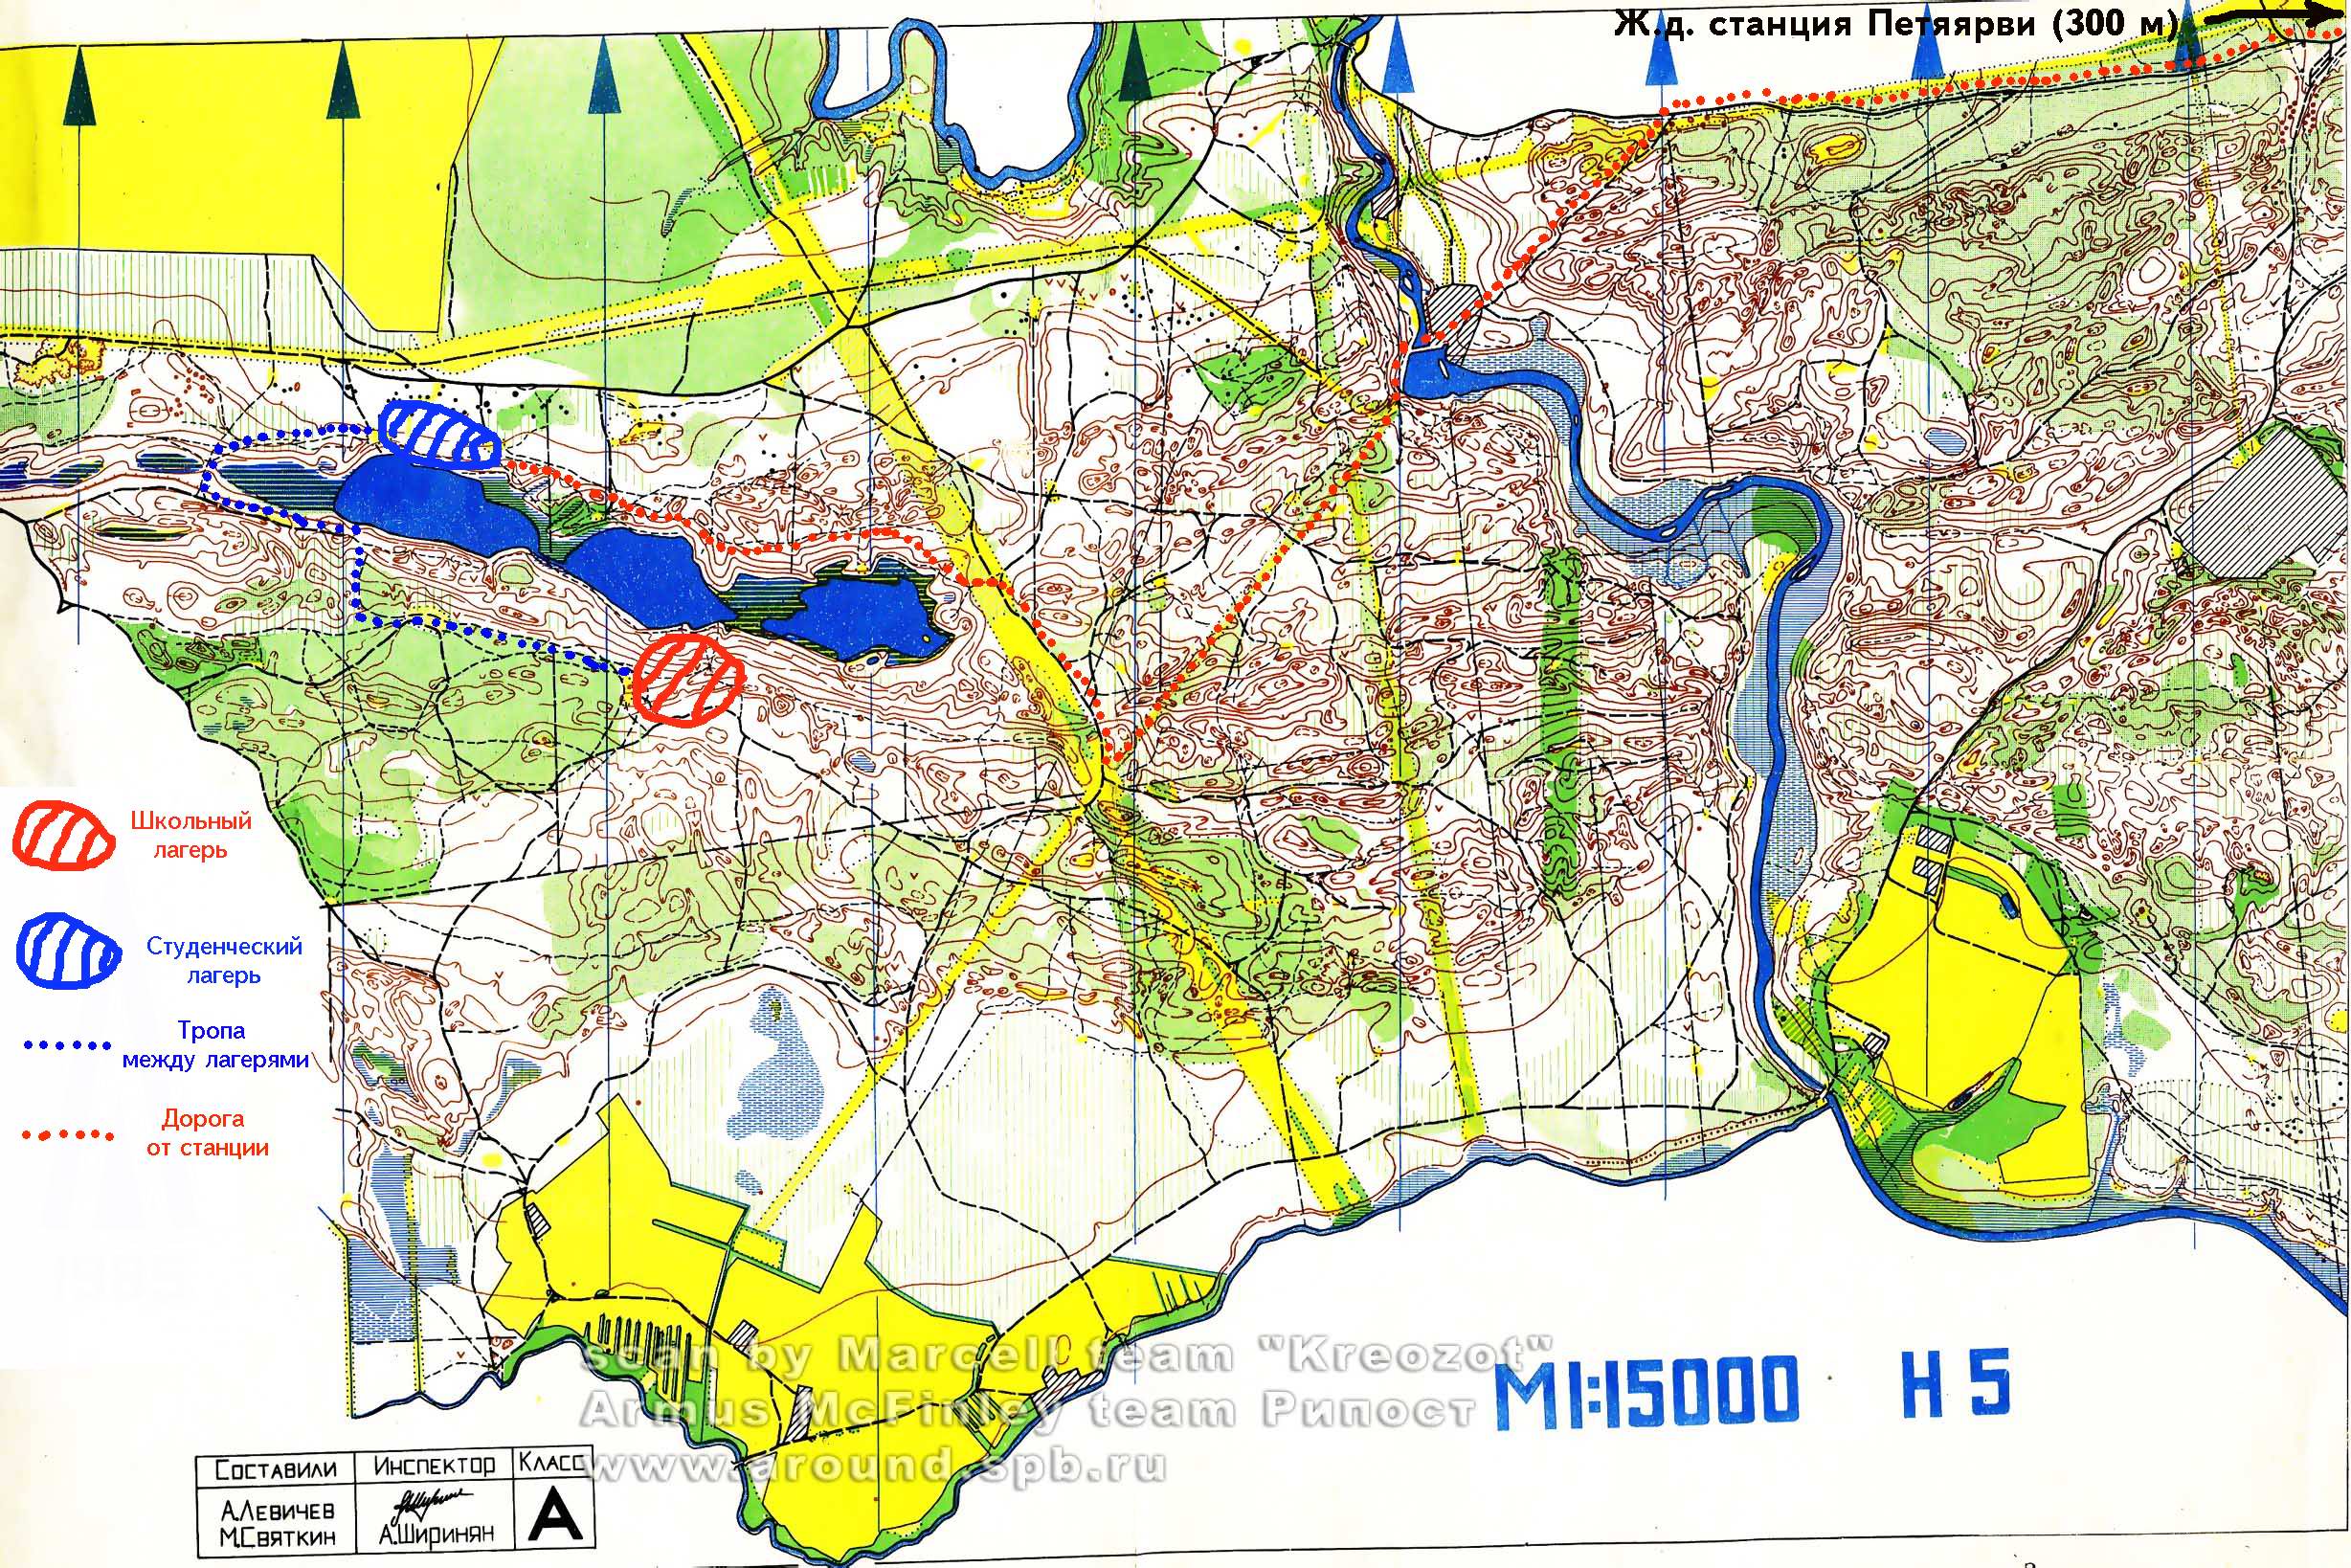 Ж.д. станция Петяярви (300 м)
Школьный
лагерь
Студенческий
лагерь
Тропа
между лагерями
Дорога
от станции
М 1:15000 Н 5
scan by Marcell team "Kreozot"
Armus McFinley team Рипост
www.around.spb.ru
Составили Инспектор Класс
А.Левичев
М.Святкин
А.Ширинян
А